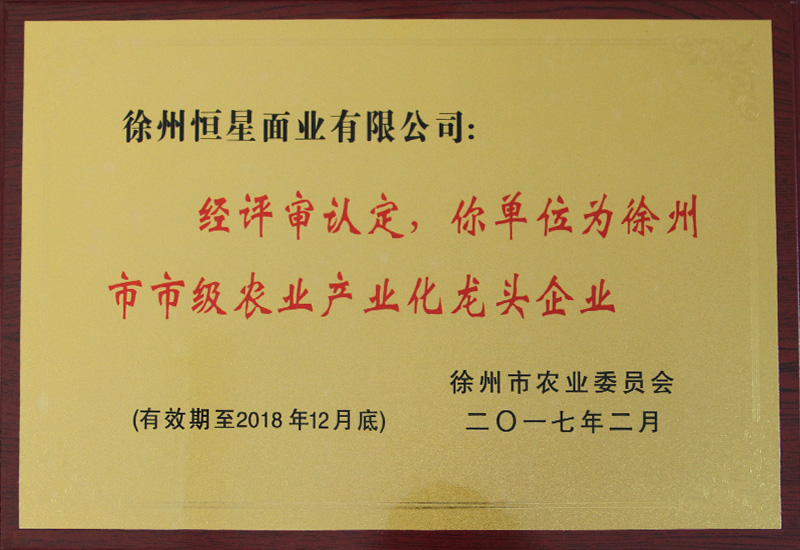 徐州恒星面业有限公司:
经评审认定，你单位为徐州
市市级农业产业化龙头企业
徐州市农业委员会
(有效期至2018年12月底)
二〇一七年二月